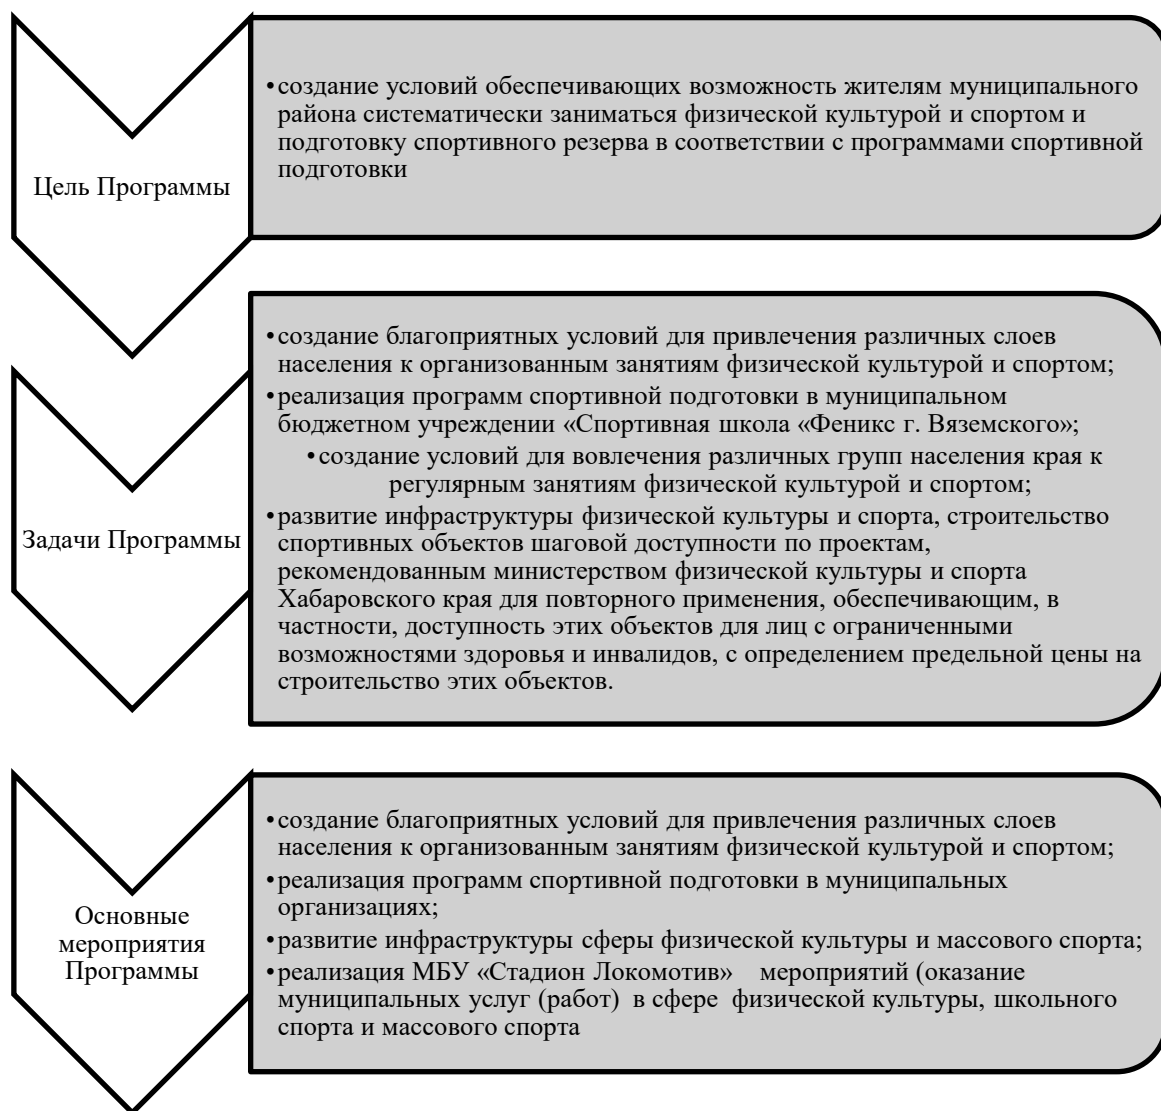 Цель Программы
•создание условий обеспечивающих возможность жителям муниципального
района систематически заниматься физической культурой и спортом и
подготовку спортивного резерва в соответствии с программами спортивной
подготовки
Задачи Программы
•создание благоприятных условий для привлечения различных слоев
населения к организованным занятиям физической культурой и спортом;
•реализация программ спортивной подготовки в муниципальном
бюджетном учреждении «Спортивная школа «Феникс г. Вяземского»;
•создание условий для вовлечения различных групп населения края к
регулярным занятиям физической культурой и спортом;
•развитие инфраструктуры физической культуры и спорта, строительство
спортивных объектов шаговой доступности по проектам,
рекомендованным министерством физической культуры и спорта
Хабаровского края для повторного применения, обеспечивающим, в
частности, доступность этих объектов для лиц с ограниченными
возможностями здоровья и инвалидов, с определением предельной цены на
строительство этих объектов.
Основные
мероприятия
Программы
•создание благоприятных условий для привлечения различных слоев
населения к организованным занятиям физической культурой и спортом;
•реализация программ спортивной подготовки в муниципальных
организациях;
•развитие инфраструктуры сферы физической культуры и массового спорта;
•реализация МБУ «Стадион Локомотив» мероприятий (оказание
муниципальных услуг (работ) в сфере физической культуры, школьного
спорта и массового спорта